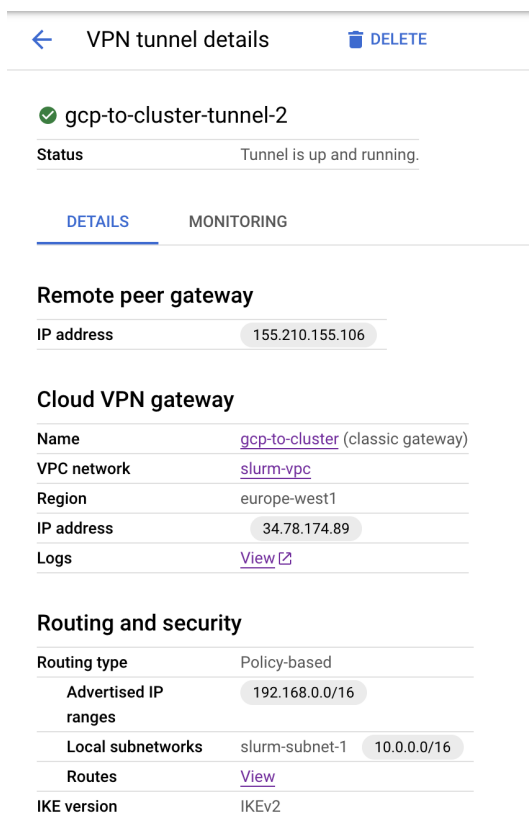 VPN tunnel details DELETE
gcp-to-cluster-tunnel-2
Status Tunnel is up and running.
DETAILS MONITORING
Remote peer gateway
IP address 155.210.155.106
Cloud VPN gateway
Name gcp-to-cluster (classic gateway)
VPC network slurm-vpc
Region europe-west1
IP address 34.78.174.89
Logs View
Routing and security
Routing type Policy-based
Advertised IP 192.168.0.0/16
ranges
Local subnetworks slurm-subnet-1 10.0.0.0/16
Routes View
IKE version IKEv2